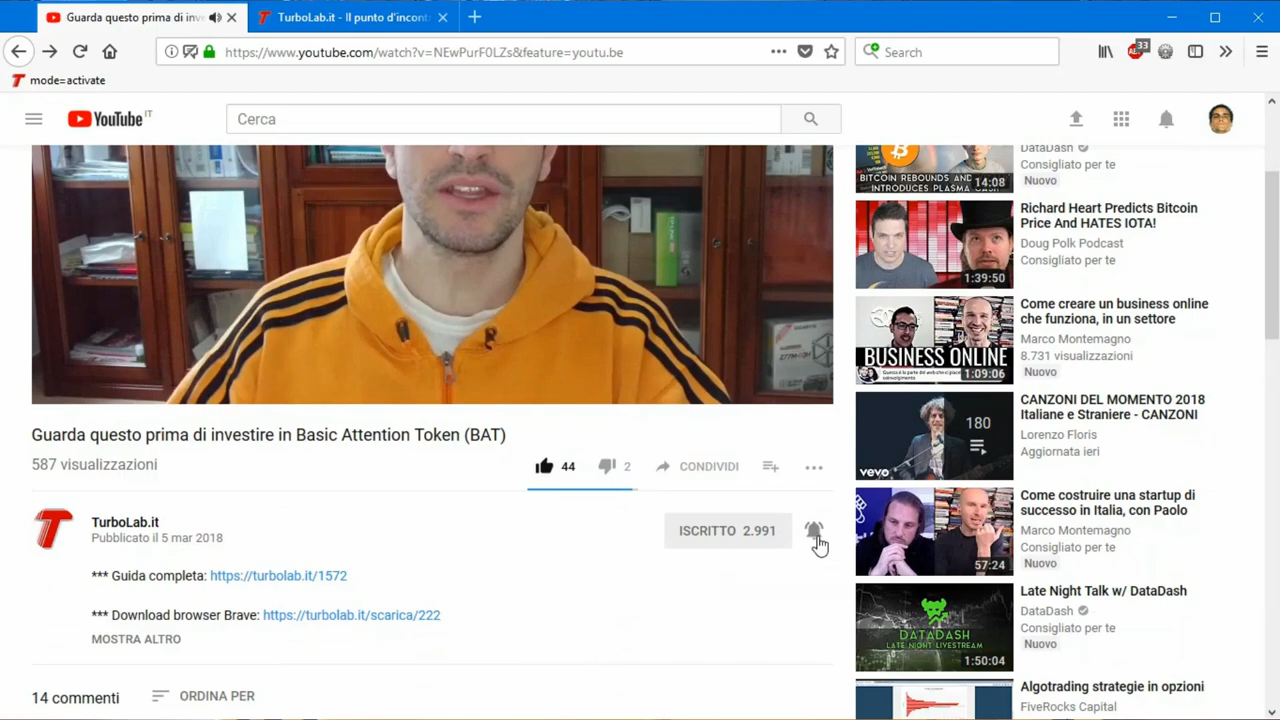 Guarda questo prima di inve
TurboLab.it - Il punto d'incont
https://www.youtube.com/watch?v=NEwPurF0LZs&feature=youtu.be
Search
33
mode=activate
YouTube IT
Cerca
BITCOIN REBOUNDS AND
INTRODUCES PLASMA CASH
14:08
DataDash
Consigliato per te
Nuovo
1:39:50
Richard Heart Predicts Bitcoin
Price And HATES IOTA!
Doug Polk Podcast
Consigliato per te
BUSINESS ONLINE
1:09:06
Come creare un business online
che funziona, in un settore
Marco Montemagno
8.731 visualizzazioni
Nuovo
vevo
180
CANZONI DEL MOMENTO 2018
Italiane e Straniere - CANZONI
Lorenzo Floris
Aggiornata ieri
57:24
Come costruire una startup di
successo in Italia, con Paolo
Marco Montemagno
Consigliato per te
Nuovo
DATADASH
LATE NIGHT LIVESTREAM
1:50:04
Late Night Talk w/ DataDash
DataDash
Consigliato per te
Nuovo
Algotrading strategie in opzioni
FiveRocks Capital
GIGABYTE
Guarda questo prima di investire in Basic Attention Token (BAT)
587 visualizzazioni
44
2
CONDIVIDI
TurboLab.it
Pubblicato il 5 mar 2018
ISCRITTO 2.991
*** Guida completa: https://turbolab.it/1572
*** Download browser Brave: https://turbolab.it/scarica/222
MOSTRA ALTRO
14 commenti
ORDINA PER